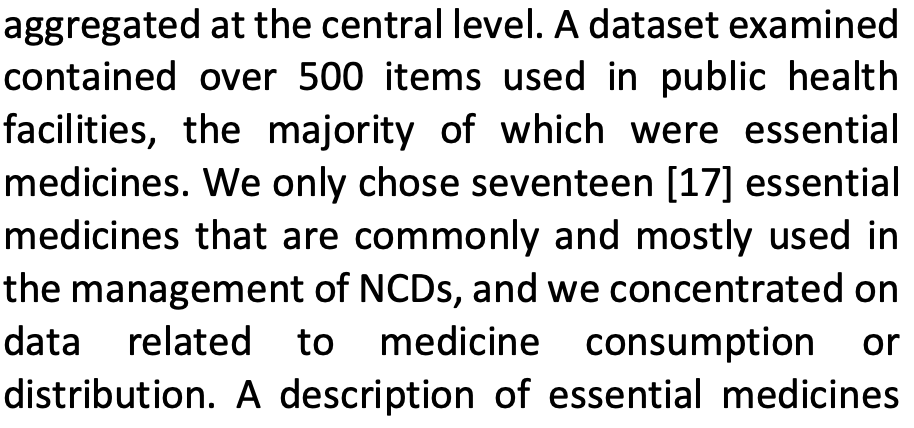 aggregated at the central level. A dataset examined
contained over 500 items used in public health
facilities, the majority of which were essential
medicines. We only chose seventeen [17] essential
medicines that are commonly and mostly used in
the management of NCDs, and we concentrated on
data related to medicine consumption or
distribution. A description of essential medicines